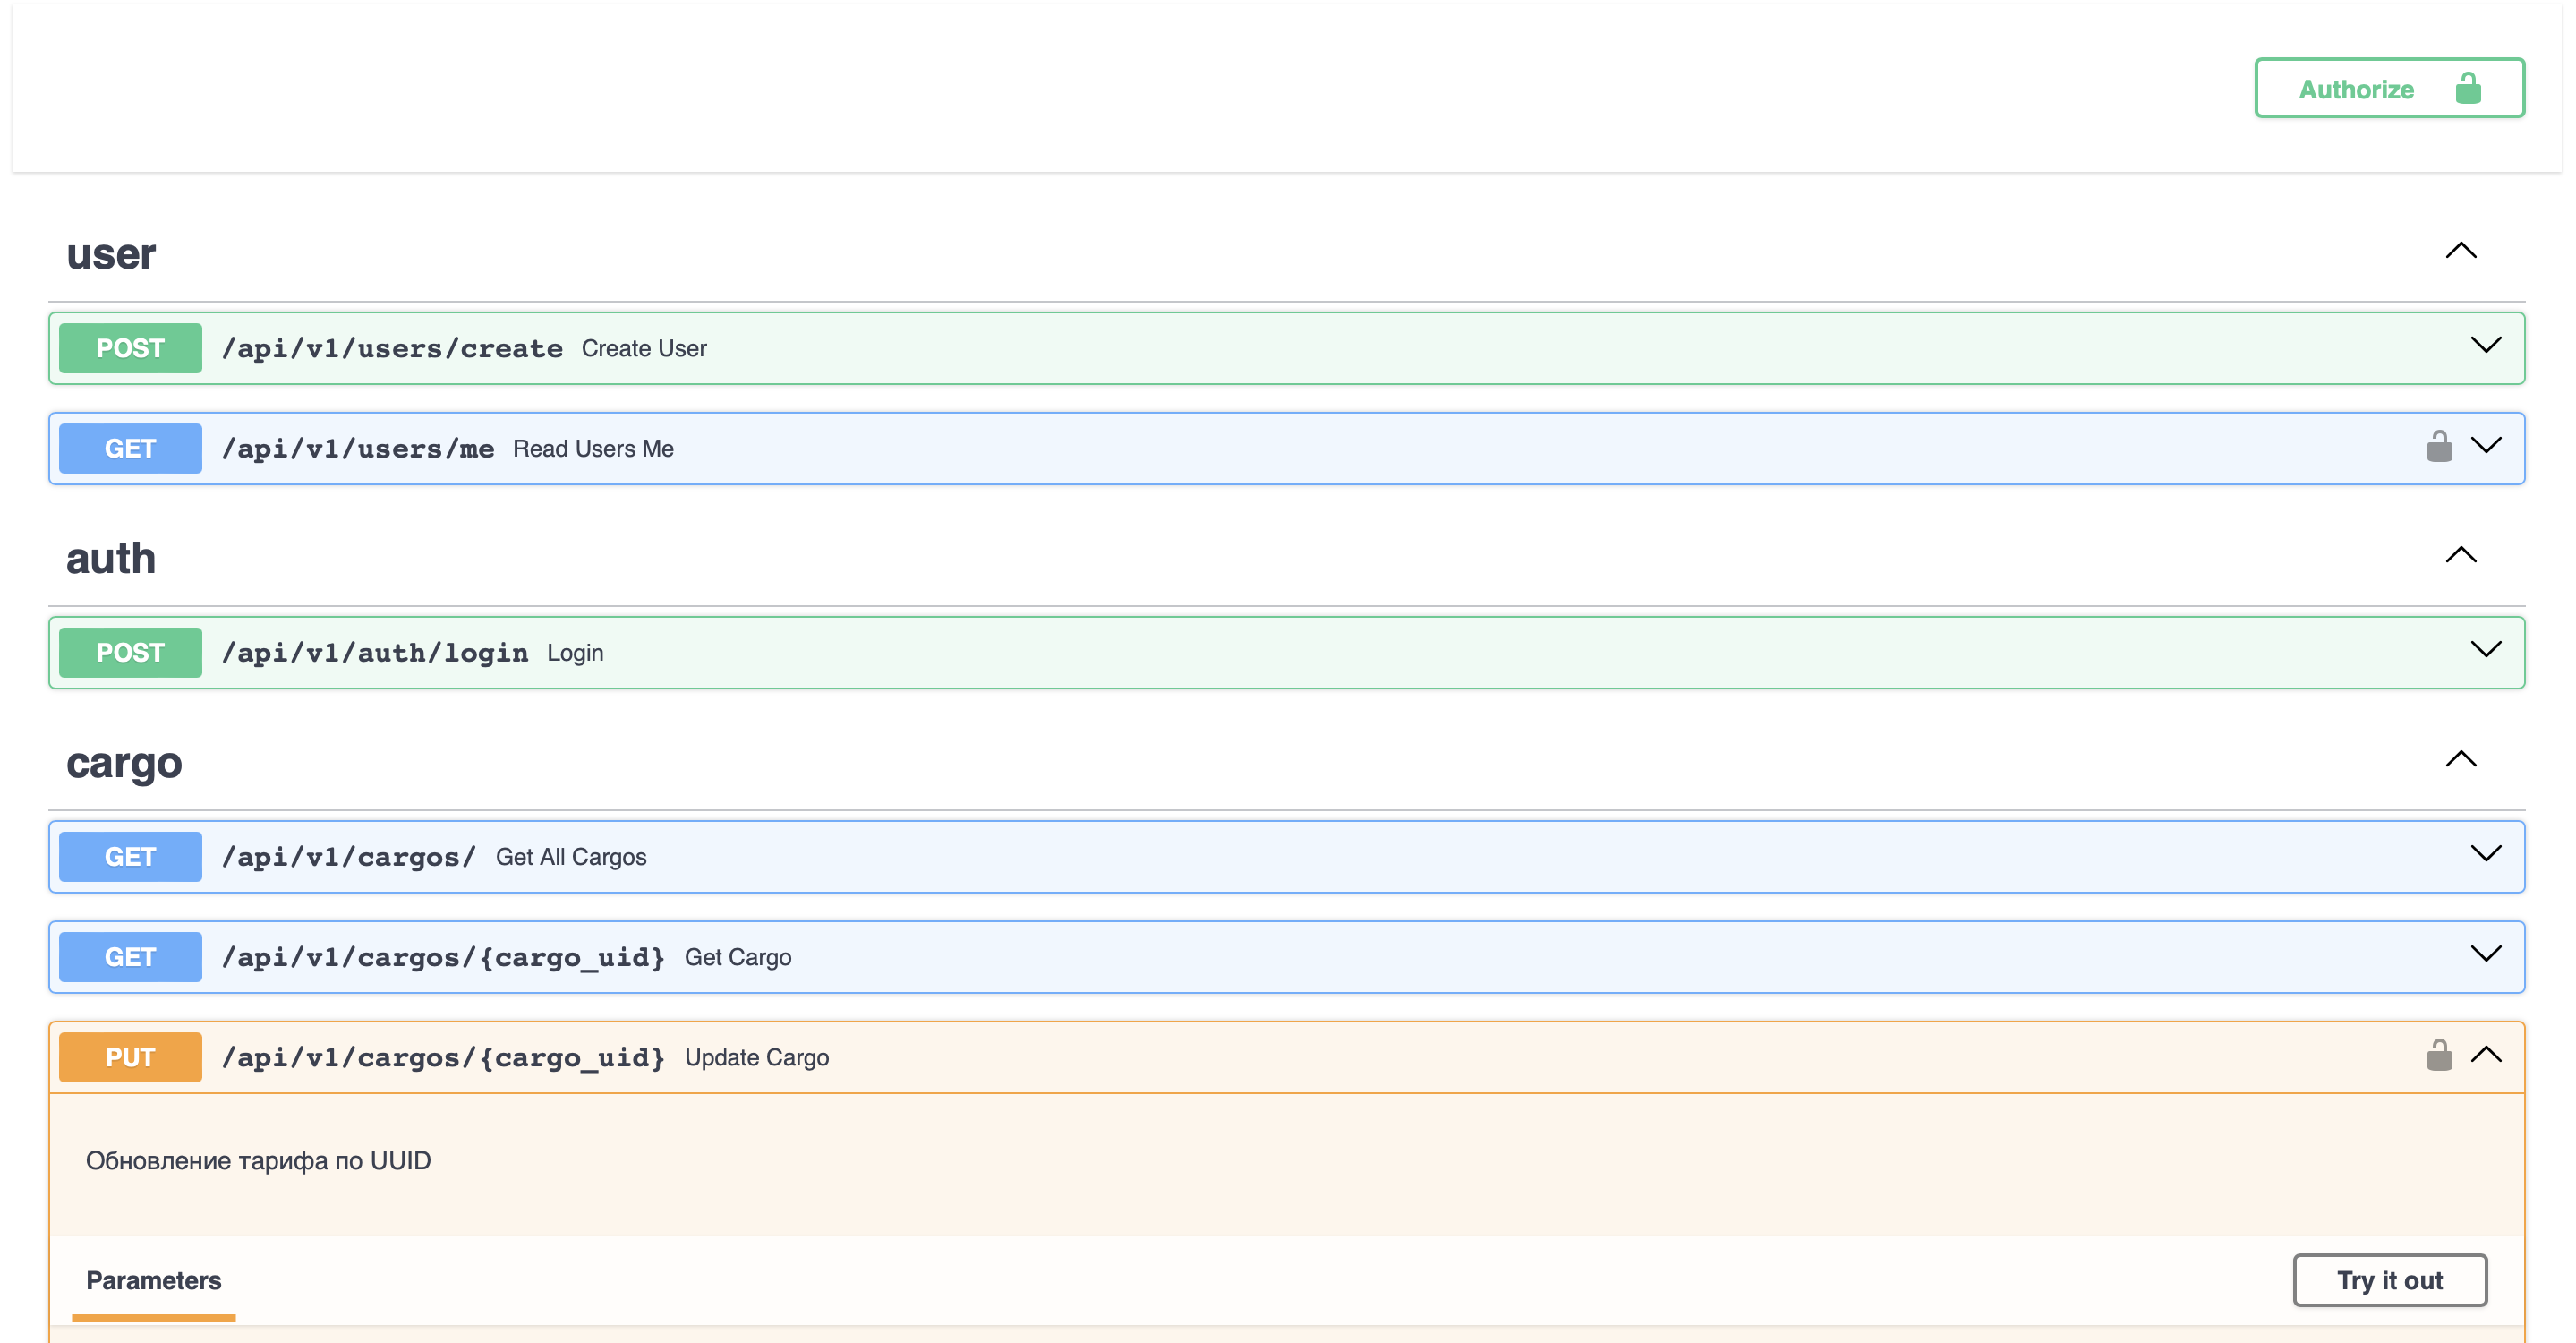 Authorize
user
POST /api/v1/users/create Create User
GET /api/v1/users/me Read Users Me
auth
POST /api/v1/auth/login Login
cargo
GET /api/v1/cargos/ Get All Cargos
GET /api/v1/cargos/{cargo_uid} Get Cargo
PUT /api/v1/cargos/{cargo_uid} Update Cargo
Обновление тарифа по UUID
Parameters Try it out